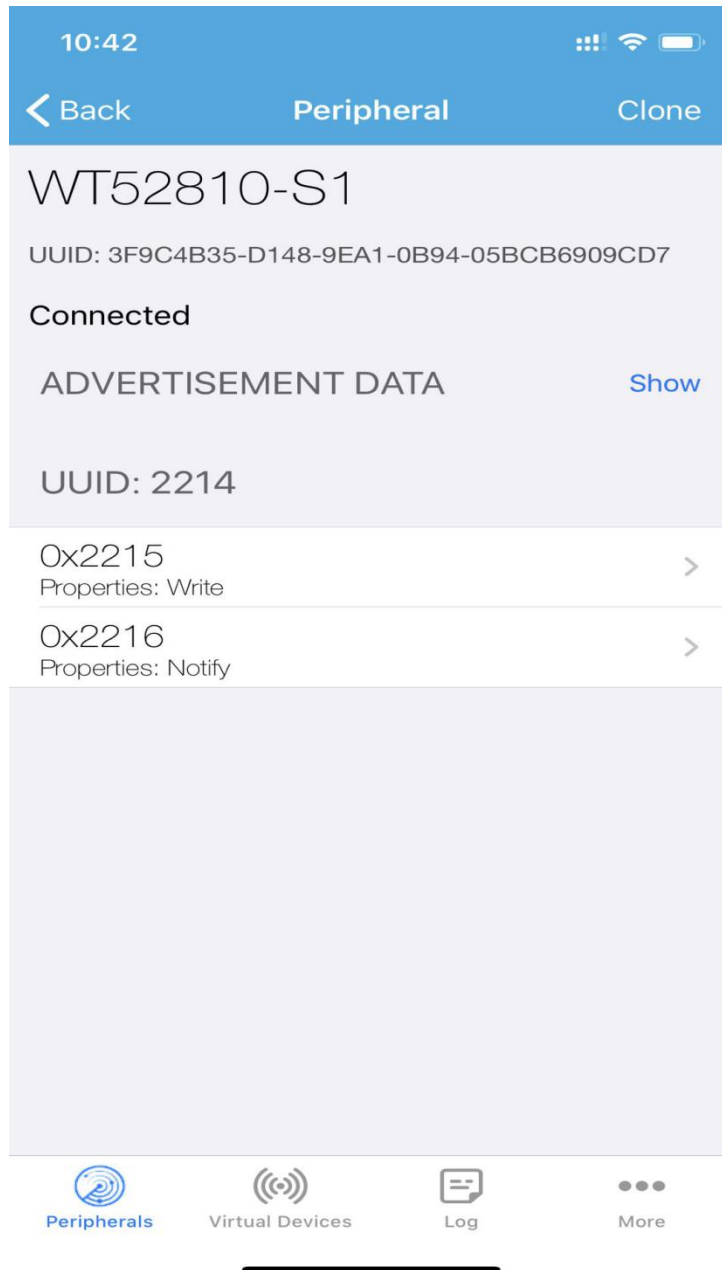 10:42
Back Peripheral Clone
WT52810-S1
UUID: 3F9C4B35-D148-9EA1-0B94-05BCB6909CD7
Connected
ADVERTISEMENT DATA Show
UUID: 2214
0x2215
Properties: Write
0x2216
Properties: Notify
Peripherals Virtual Devices Log More